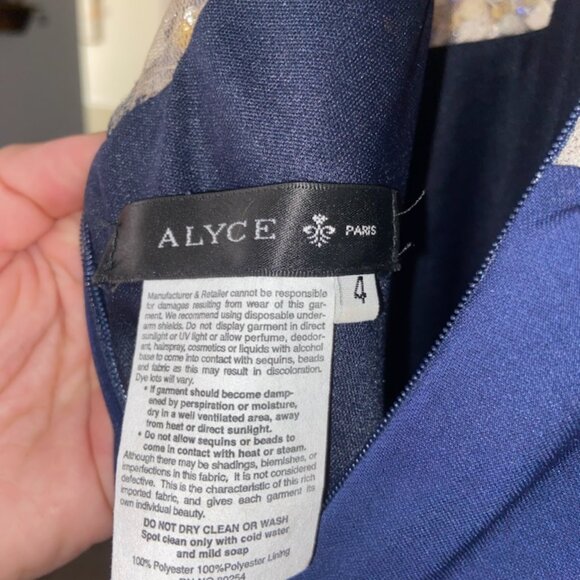 ALYCE PARIS
4
Manufacturer & Retailer cannot be responsible
for damages resulting from wear of this gar-
ment. We recommend using disposable under-
arm shields. Do not display garment in direct
sunlight or UV light or allow perfume, deodor-
ent, hairspray, cosmetics or liquids with alcohol
base to come into contact with sequins, beads
and fabric as this may result in discoloration.
Dye lots will vary.
• If garment should become damp-
ened by perspiration or moisture,
dry in a well ventilated area, away
from heat or direct sunlight.
• Do not allow sequins or beads to
come in contact with heat or steam.
Although there may be shadings, blemishes, or
imperfections in this fabric, It is not considered
defective. This is the characteristic of this rich
imported fabric, and gives each garment its
own individual beauty.
DO NOT DRY CLEAN OR WASH
Spot clean only with cold water
and mild soap
100% Polyester 100%Polyester Lining
RN NO 80254